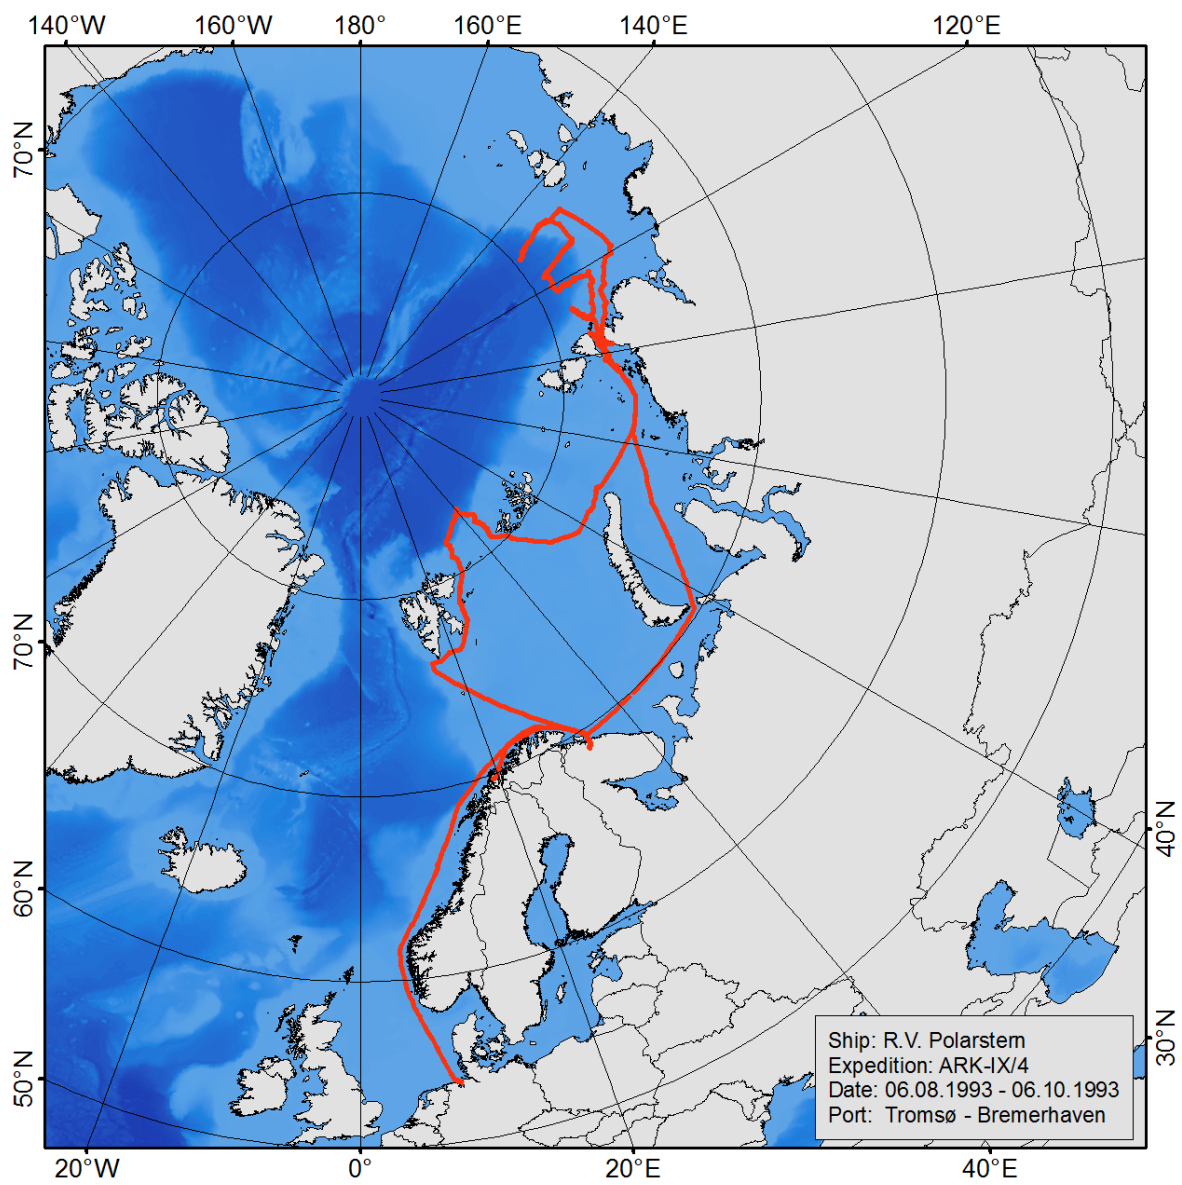 140°W 160°W 180° 160°E 140°E 120°E
70°N
70°N
60°N
50°N
40°N
30°N
Ship: R.V. Polarstern
Expedition: ARK-IX/4
Date: 06.08.1993 - 06.10.1993
Port: Tromsø - Bremerhaven
20°W 0° 20°E 40°E